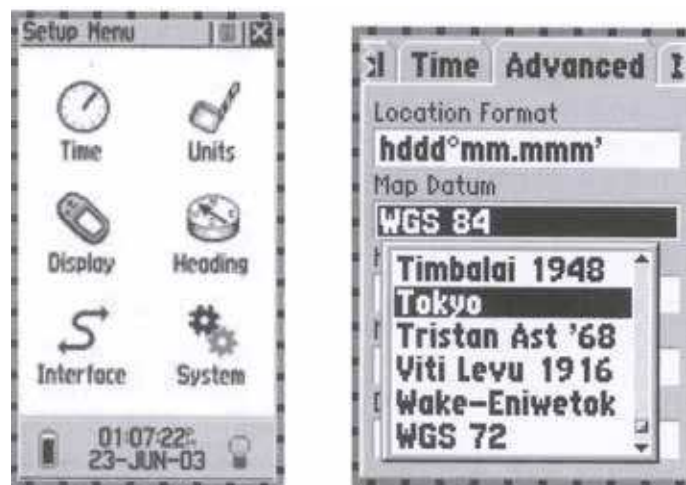 Setup Menu
Time
Units
Display
Heading
Interface
System
01:07:22
23-JUN-03
Time
Advanced
Location Format
hddd°mm.mmm'
Map Datum
WGS 84
Timbalai 1948
Tokyo
Tristan Ast '68
Viti Levu 1916
Wake-Eniwetok
WGS 72